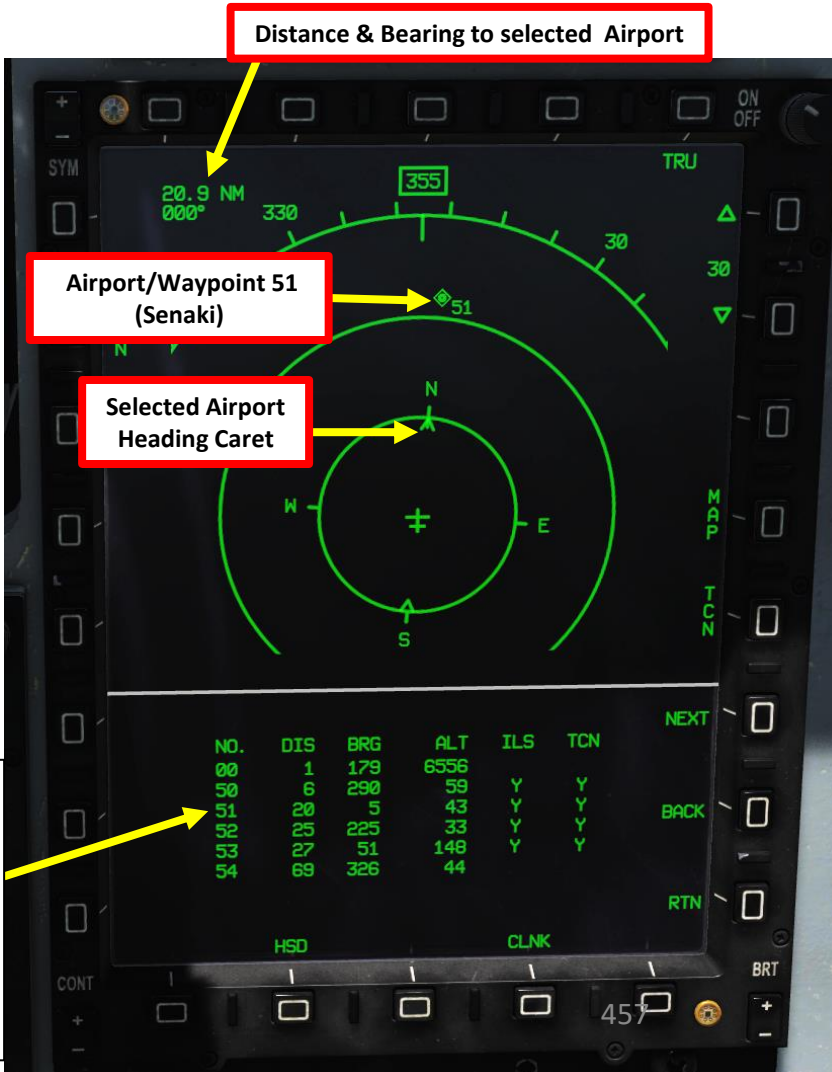 Distance & Bearing to selected Airport
ON
OFF
SYM
20.9 NM
000°
330
355
30
TRU
30
Airport/Waypoint 51
(Senaki)
51
N
Selected Airport
Heading Caret
N
W
E
S
MAP
TCN
NEXT
BACK
RTN
NO. DIS BRG ALT ILS TCN
00 1 179 6556
50 6 290 59 Y Y
51 20 5 43 Y Y
52 25 225 33 Y Y
53 27 51 148 Y Y
54 69 326 44
HSD CLNK
CONT
BRT
457